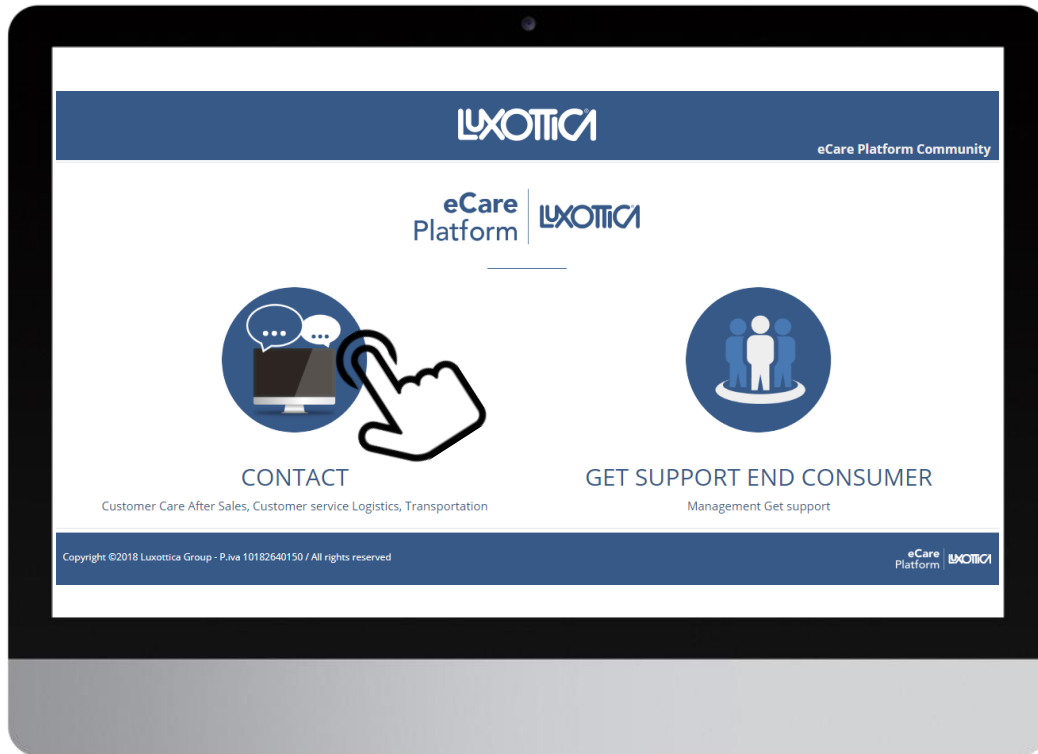 LUXOTTICA
eCare Platform Community
eCare
Platform
LUXOTTICA
CONTACT
Customer Care After Sales, Customer service Logistics, Transportation
GET SUPPORT END CONSUMER
Management Get support
Copyright ©2018 Luxottica Group - P.iva 10182640150 / All rights reserved
eCare
Platform
LUXOTTICA